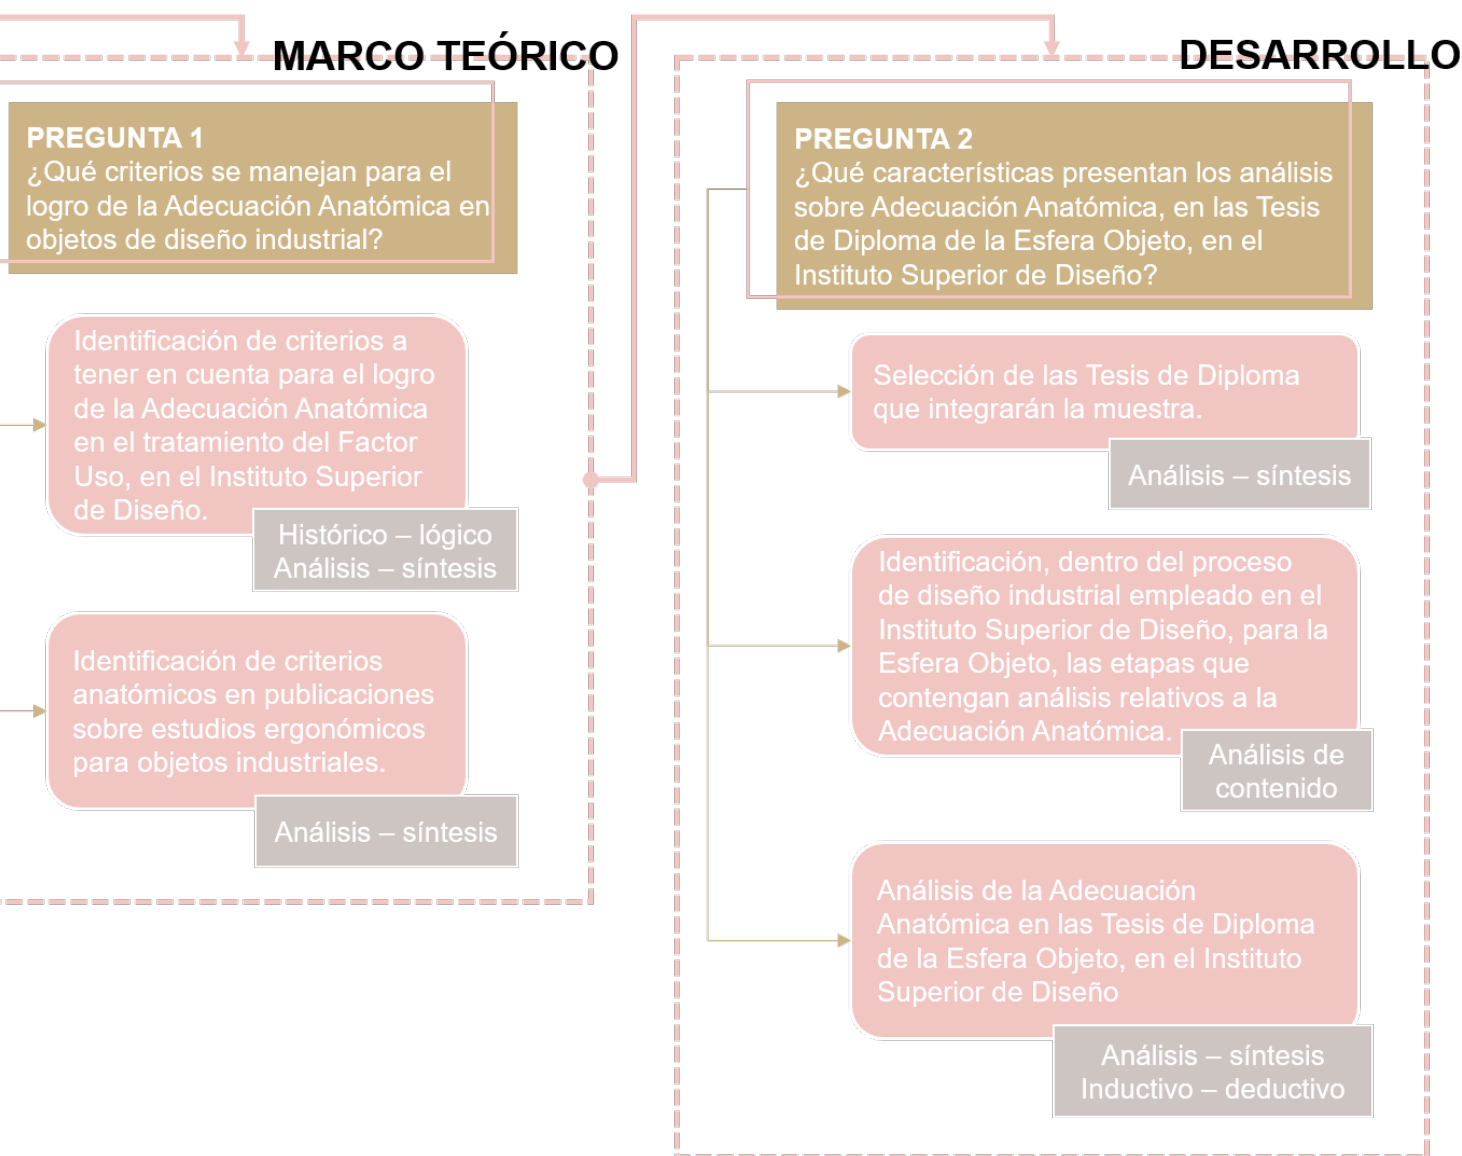 MARCO TEÓRICO
PREGUNTA 1
¿Qué criterios se manejan para el
logro de la Adecuación Anatómica en
objetos de diseño industrial?
Identificación de criterios a
tener en cuenta para el logro
de la Adecuación Anatómica
en el tratamiento del Factor
Uso, en el Instituto Superior
de Diseño.
Histórico – lógico
Análisis – síntesis
Identificación de criterios
anatómicos en publicaciones
sobre estudios ergonómicos
para objetos industriales.
Análisis – síntesis
DESARROLLO
PREGUNTA 2
¿Qué características presentan los análisis
sobre Adecuación Anatómica, en las Tesis
de Diploma de la Esfera Objeto, en el
Instituto Superior de Diseño?
Selección de las Tesis de Diploma
que integrarán la muestra.
Análisis – síntesis
Identificación, dentro del proceso
de diseño industrial empleado en el
Instituto Superior de Diseño, para la
Esfera Objeto, las etapas que
contengan análisis relativos a la
Adecuación Anatómica.
Análisis de
contenido
Análisis de la Adecuación
Anatómica en las Tesis de Diploma
de la Esfera Objeto, en el Instituto
Superior de Diseño
Análisis – síntesis
Inductivo – deductivo